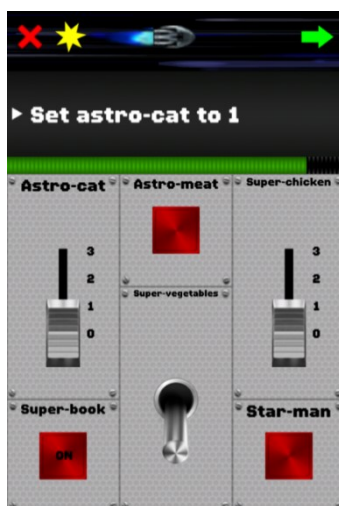 Set astro-cat to 1
Astro-cat
Astro-meat
Super-chicken
3
2
1
0
3
2
1
0
Super-vegetables
Super-book
Star-man
ON